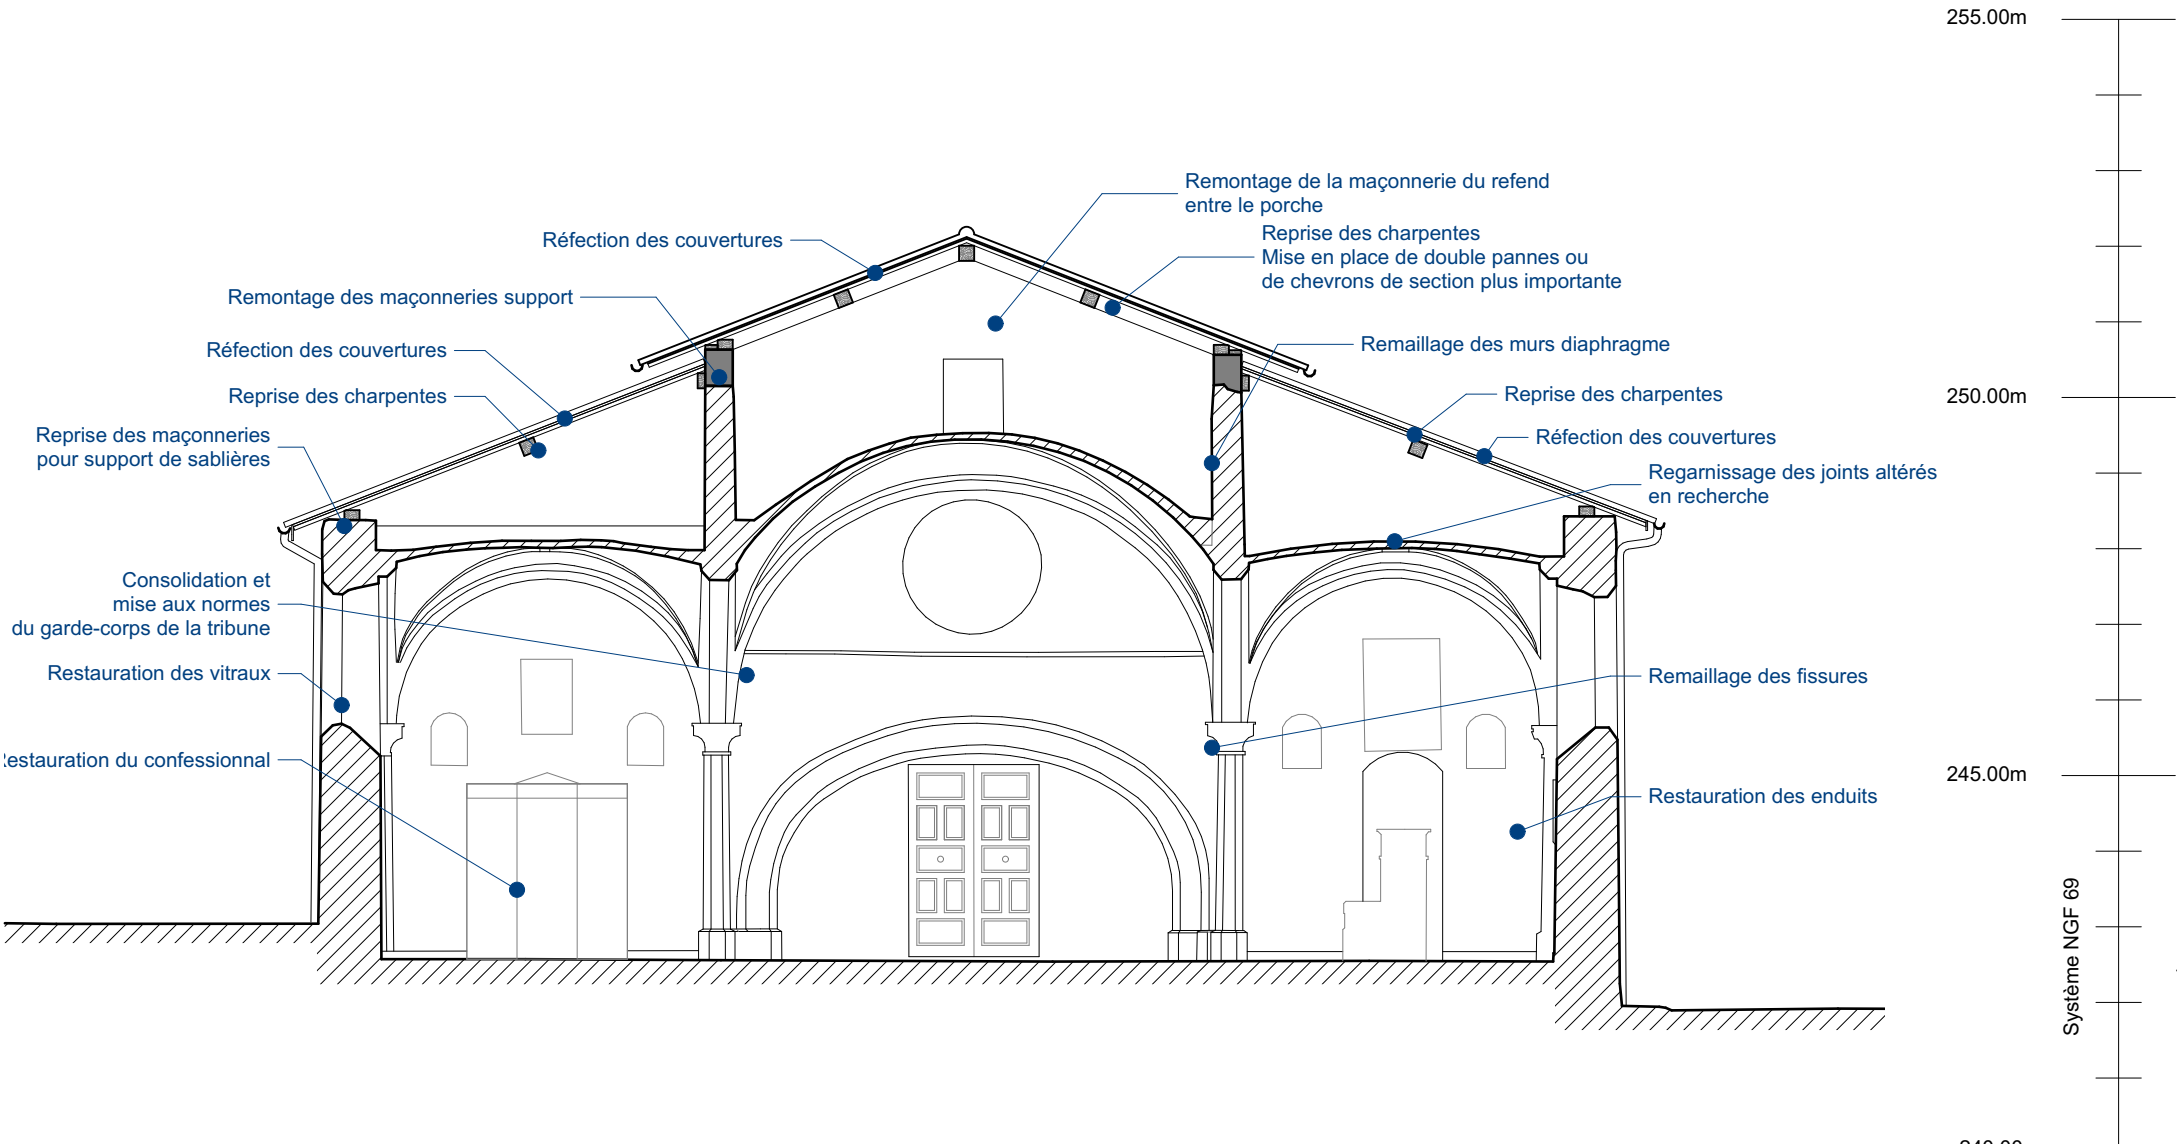 255.00m
Remontage de la maçonnerie du refend
entre le porche
Réfection des couvertures
Reprise des charpentes
Mise en place de double pannes ou
de chevrons de section plus importante
Remontage des maçonneries support
Réfection des couvertures
Remaillage des murs diaphragme
Reprise des charpentes
Reprise des charpentes
250.00m
Reprise des maçonneries
pour support de sablières
Réfection des couvertures
Regarnissage des joints altérés
en recherche
Consolidation et
mise aux normes
du garde-corps de la tribune
Restauration des vitraux
Remaillage des fissures
estauration du confessionnal
245.00m
Restauration des enduits
Système NGF 69